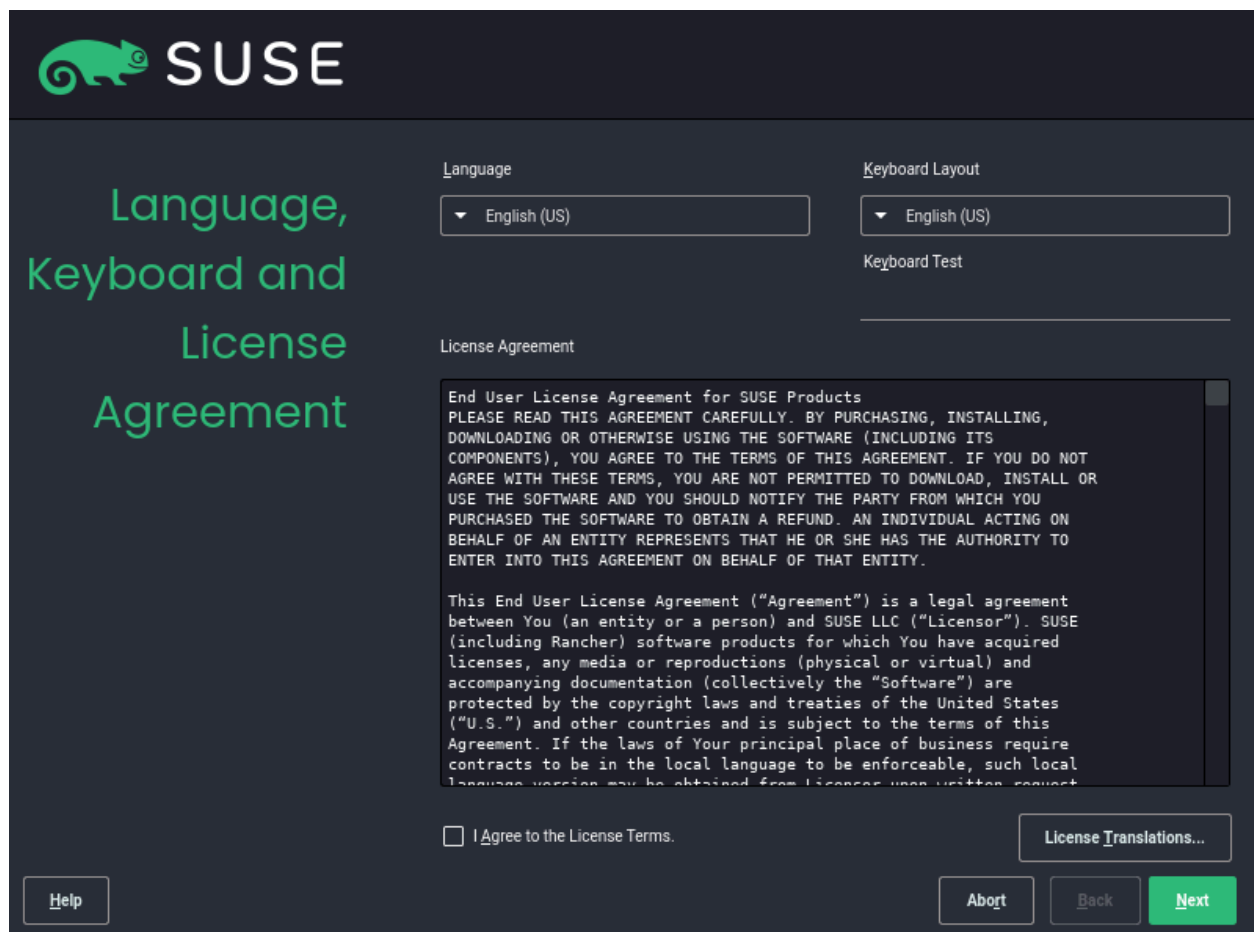 SUSE
Language,
Keyboard and
License
Agreement
Language
English (US)
Keyboard Layout
English (US)
Keyboard Test
License Agreement
End User License Agreement for SUSE Products
PLEASE READ THIS AGREEMENT CAREFULLY. BY PURCHASING, INSTALLING,
DOWNLOADING OR OTHERWISE USING THE SOFTWARE (INCLUDING ITS
COMPONENTS), YOU AGREE TO THE TERMS OF THIS AGREEMENT. IF YOU DO NOT
AGREE WITH THESE TERMS, YOU ARE NOT PERMITTED TO DOWNLOAD, INSTALL OR
USE THE SOFTWARE AND YOU SHOULD NOTIFY THE PARTY FROM WHICH YOU
PURCHASED THE SOFTWARE TO OBTAIN A REFUND. AN INDIVIDUAL ACTING ON
BEHALF OF AN ENTITY REPRESENTS THAT HE OR SHE HAS THE AUTHORITY TO
ENTER INTO THIS AGREEMENT ON BEHALF OF THAT ENTITY.
This End User License Agreement (“Agreement”) is a legal agreement
between You (an entity or a person) and SUSE LLC (“Licensor”). SUSE
(including Rancher) software products for which You have acquired
licenses, any media or reproductions (physical or virtual) and
accompanying documentation (collectively the “Software”) are
protected by the copyright laws and treaties of the United States
(“U.S.”) and other countries and is subject to the terms of this
Agreement. If the laws of Your principal place of business require
contracts to be in the local language to be enforceable, such local
language version may be obtained from Licensor upon written request
I Agree to the License Terms.
License Translations...
Help
Abort
Back
Next